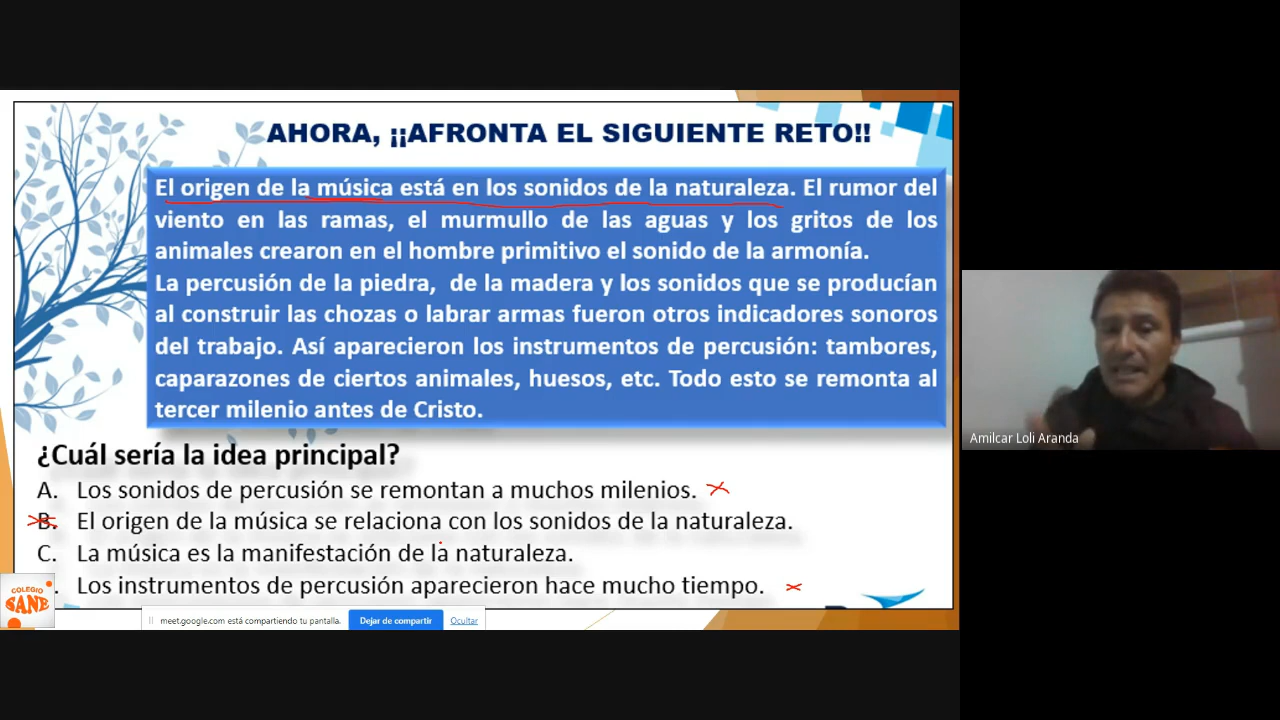 AHORA, ¡¡AFRONTA EL SIGUIENTE RETO!!
El origen de la música está en los sonidos de la naturaleza. El rumor del
viento en las ramas, el murmullo de las aguas y los gritos de los
animales crearon en el hombre primitivo el sonido de la armonía.
La percusión de la piedra, de la madera y los sonidos que se producían
al construir las chozas o labrar armas fueron otros indicadores sonoros
del trabajo. Así aparecieron los instrumentos de percusión: tambores,
caparazones de ciertos animales, huesos, etc. Todo esto se remonta al
tercer milenio antes de Cristo.
¿Cuál sería la idea principal?
A. Los sonidos de percusión se remontan a muchos milenios.
B. El origen de la música se relaciona con los sonidos de la naturaleza.
C. La música es la manifestación de la naturaleza.
. Los instrumentos de percusión aparecieron hace mucho tiempo.
COLEGIO
SANE
meet.google.com está compartiendo tu pantalla.
Dejar de compartir
Ocultar
Amilcar Loli Aranda